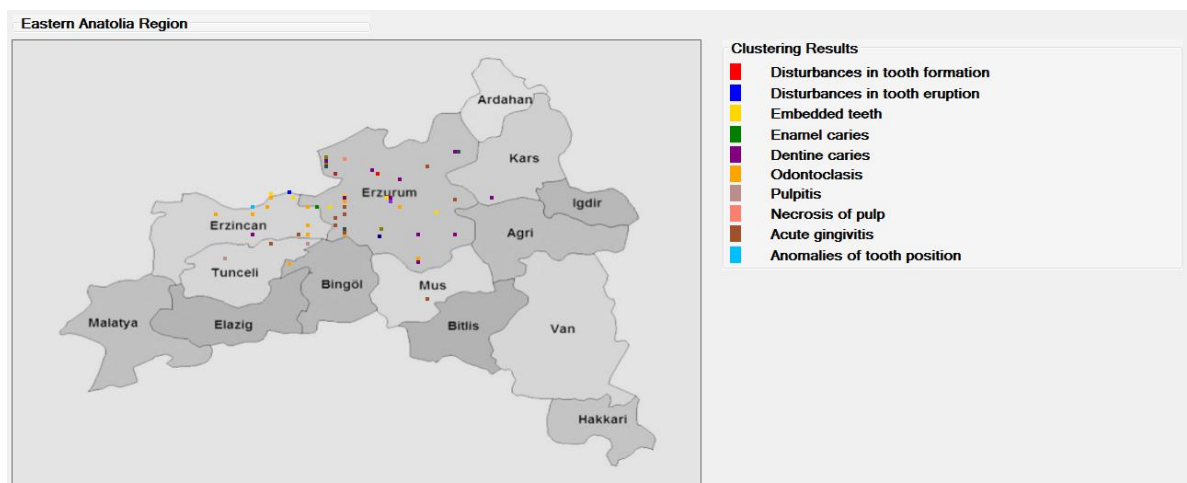 Eastern Anatolia Region
Clustering Results
Disturbances in tooth formation
Disturbances in tooth eruption
Embedded teeth
Enamel caries
Dentine caries
Odontoclasis
Pulpitis
Necrosis of pulp
Acute gingivitis
Anomalies of tooth position
Ardahan
Kars
Erzurum
Igdir
Erzincan
Agri
Tunceli
Bingöl
Mus
Malatya
Elazig
Bitlis
Van
Hakkari